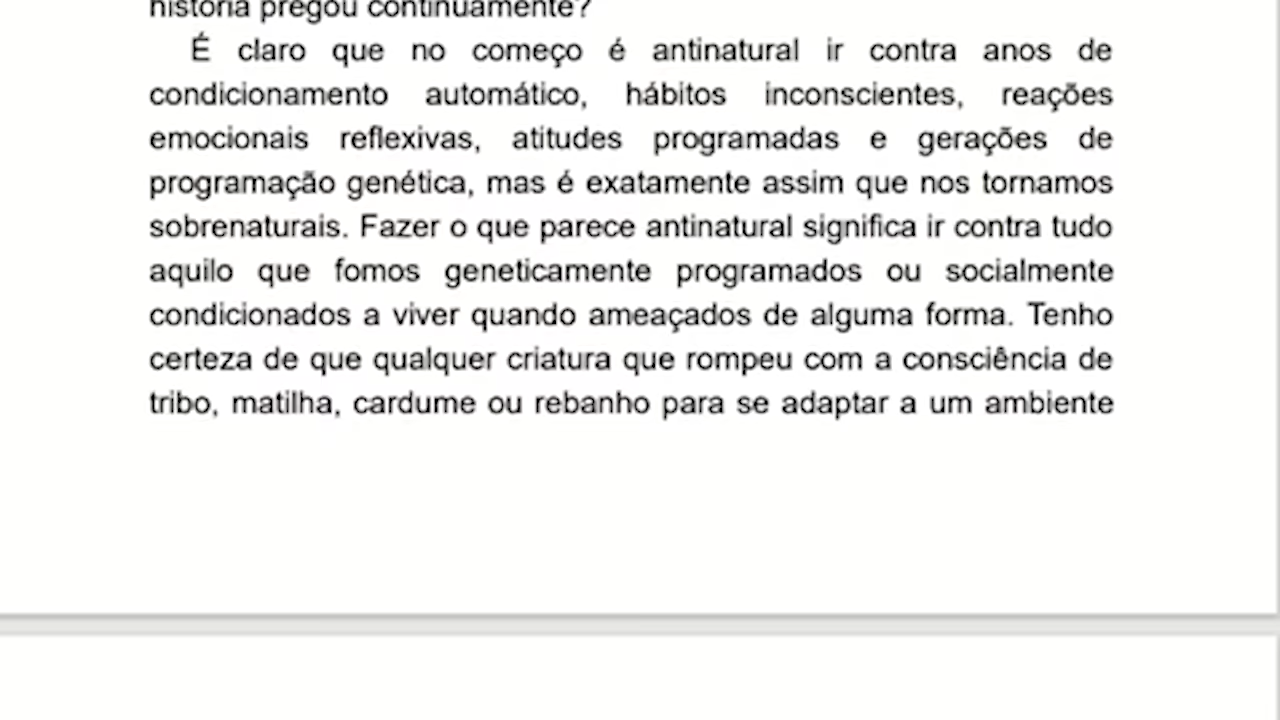 história pregou continuamente?
É claro que no começo é antinatural ir contra anos de
condicionamento automático, hábitos inconscientes, reações
emocionais reflexivas, atitudes programadas e gerações de
programação genética, mas é exatamente assim que nos tornamos
sobrenaturais. Fazer o que parece antinatural significa ir contra tudo
aquilo que fomos geneticamente programados ou socialmente
condicionados a viver quando ameaçados de alguma forma. Tenho
certeza de que qualquer criatura que rompeu com a consciência de
tribo, matilha, cardume ou rebanho para se adaptar a um ambiente